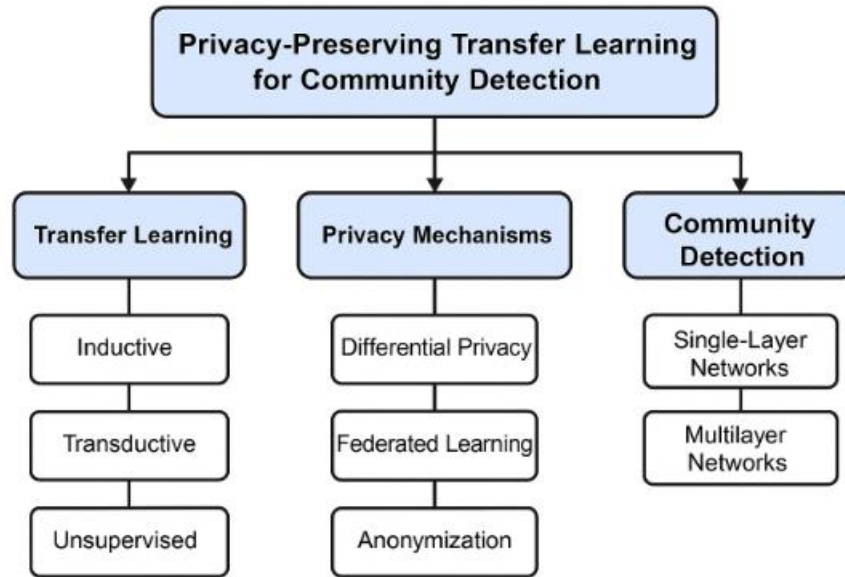 Privacy-Preserving Transfer Learning
for Community Detection
Transfer Learning
Privacy Mechanisms
Community
Detection
Inductive
Transductive
Unsupervised
Differential Privacy
Federated Learning
Anonymization
Single-Layer
Networks
Multilayer
Networks